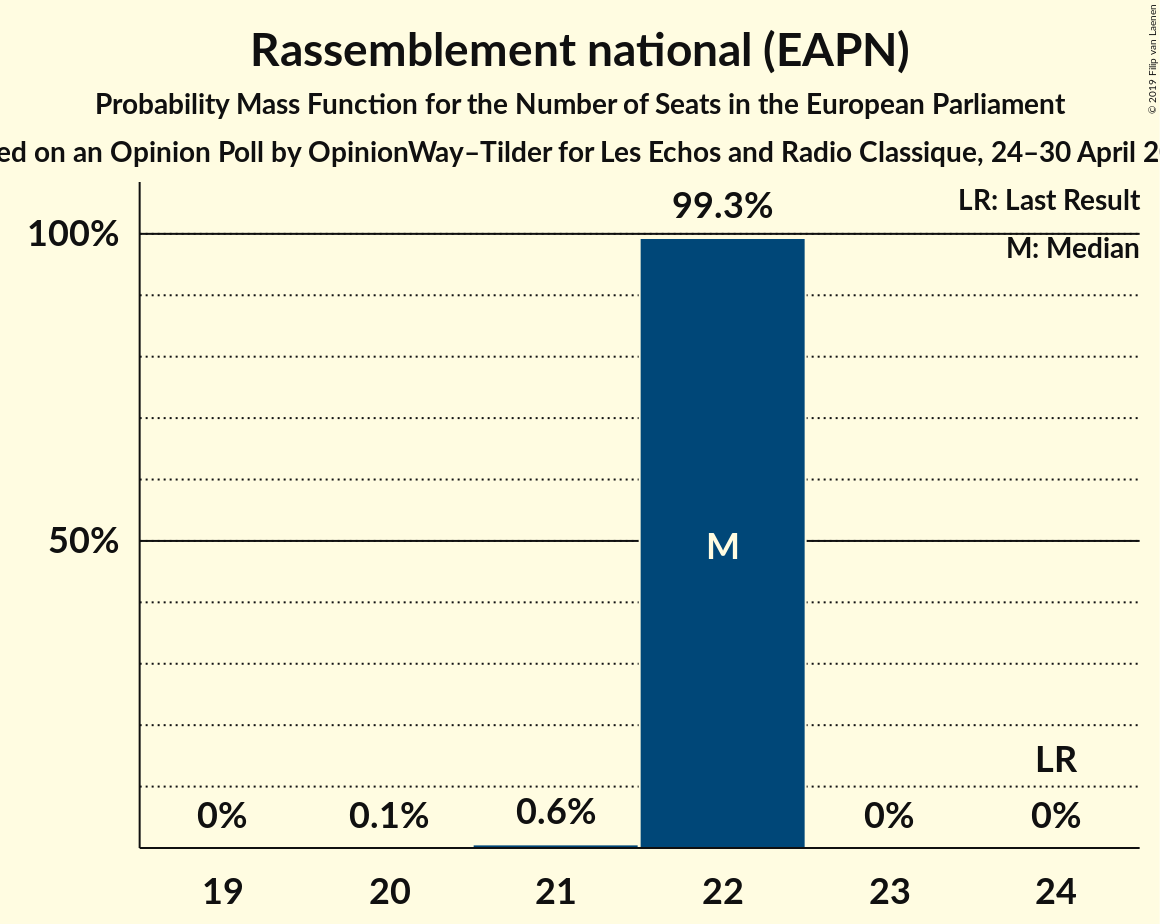 Rassemblement national (EAPN)
Probability Mass Function for the Number of Seats in the European Parliament
on an Opinion Poll by OpinionWay–Tilder for Les Echos and Radio Classique, 24–30 April
© 2019 Filip van Laenen
LR: Last Result
M: Median
100%
50%
99.3%
M
LR
0%
0.1%
0.6%
0%
0%
19
20
21
22
23
24